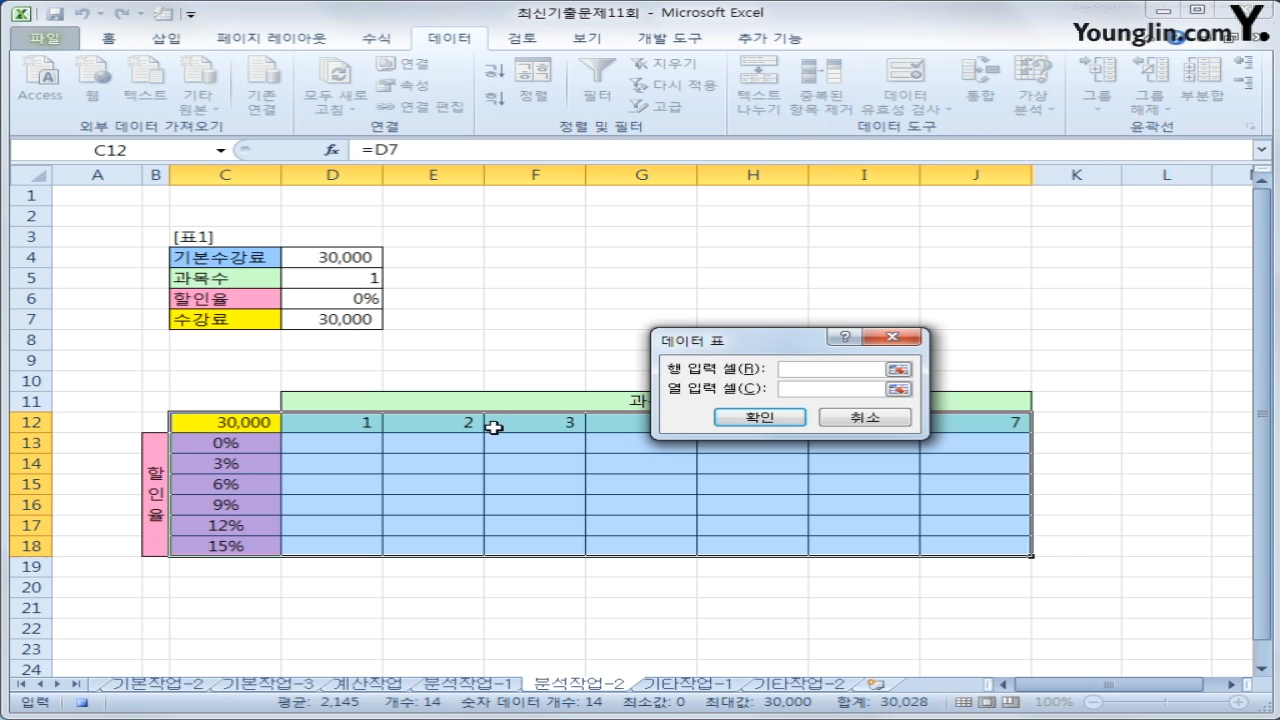 최신기출문제11회 - Microsoft Excel
Younglin.com Y.
파일 홈 삽입 페이지 레이아웃 수식 데이터 검토 보기 개발 도구 추가 기능
Access 웹 텍스트 기타 원본 기존 연결 모두 새로 고침 연결 속성 연결 편집 정렬 필터 지우기 다시 적용 고급 텍스트 나누기 중복된 항목 제거 데이터 유효성 검사 통합 가상 분석 그룹 그룹 해제 부분합
외부 데이터 가져오기 연결 정렬 및 필터 데이터 도구 윤곽선
C12 fx =D7
A B C D E F G H I J K L
1
2
3 [표1]
4 기본수강료 30,000
5 과목수 1
6 할인율 0%
7 수강료 30,000
8
9
10
11 과
12 30,000 1 2 3 7
13 0%
14 3%
15 6%
16 9%
17 12%
18 15%
할인율
19
20
21
22
23
24
데이터 표
행 입력 셀(R):
열 입력 셀(C):
확인 취소
기본작업-2 기본작업-3 계산작업 분석작업-1 분석작업-2 기타작업-1 기타작업-2
입력 평균: 2,145 개수: 14 숫자 데이터 개수: 14 최소값: 0 최대값: 30,000 합계: 30,028 100%